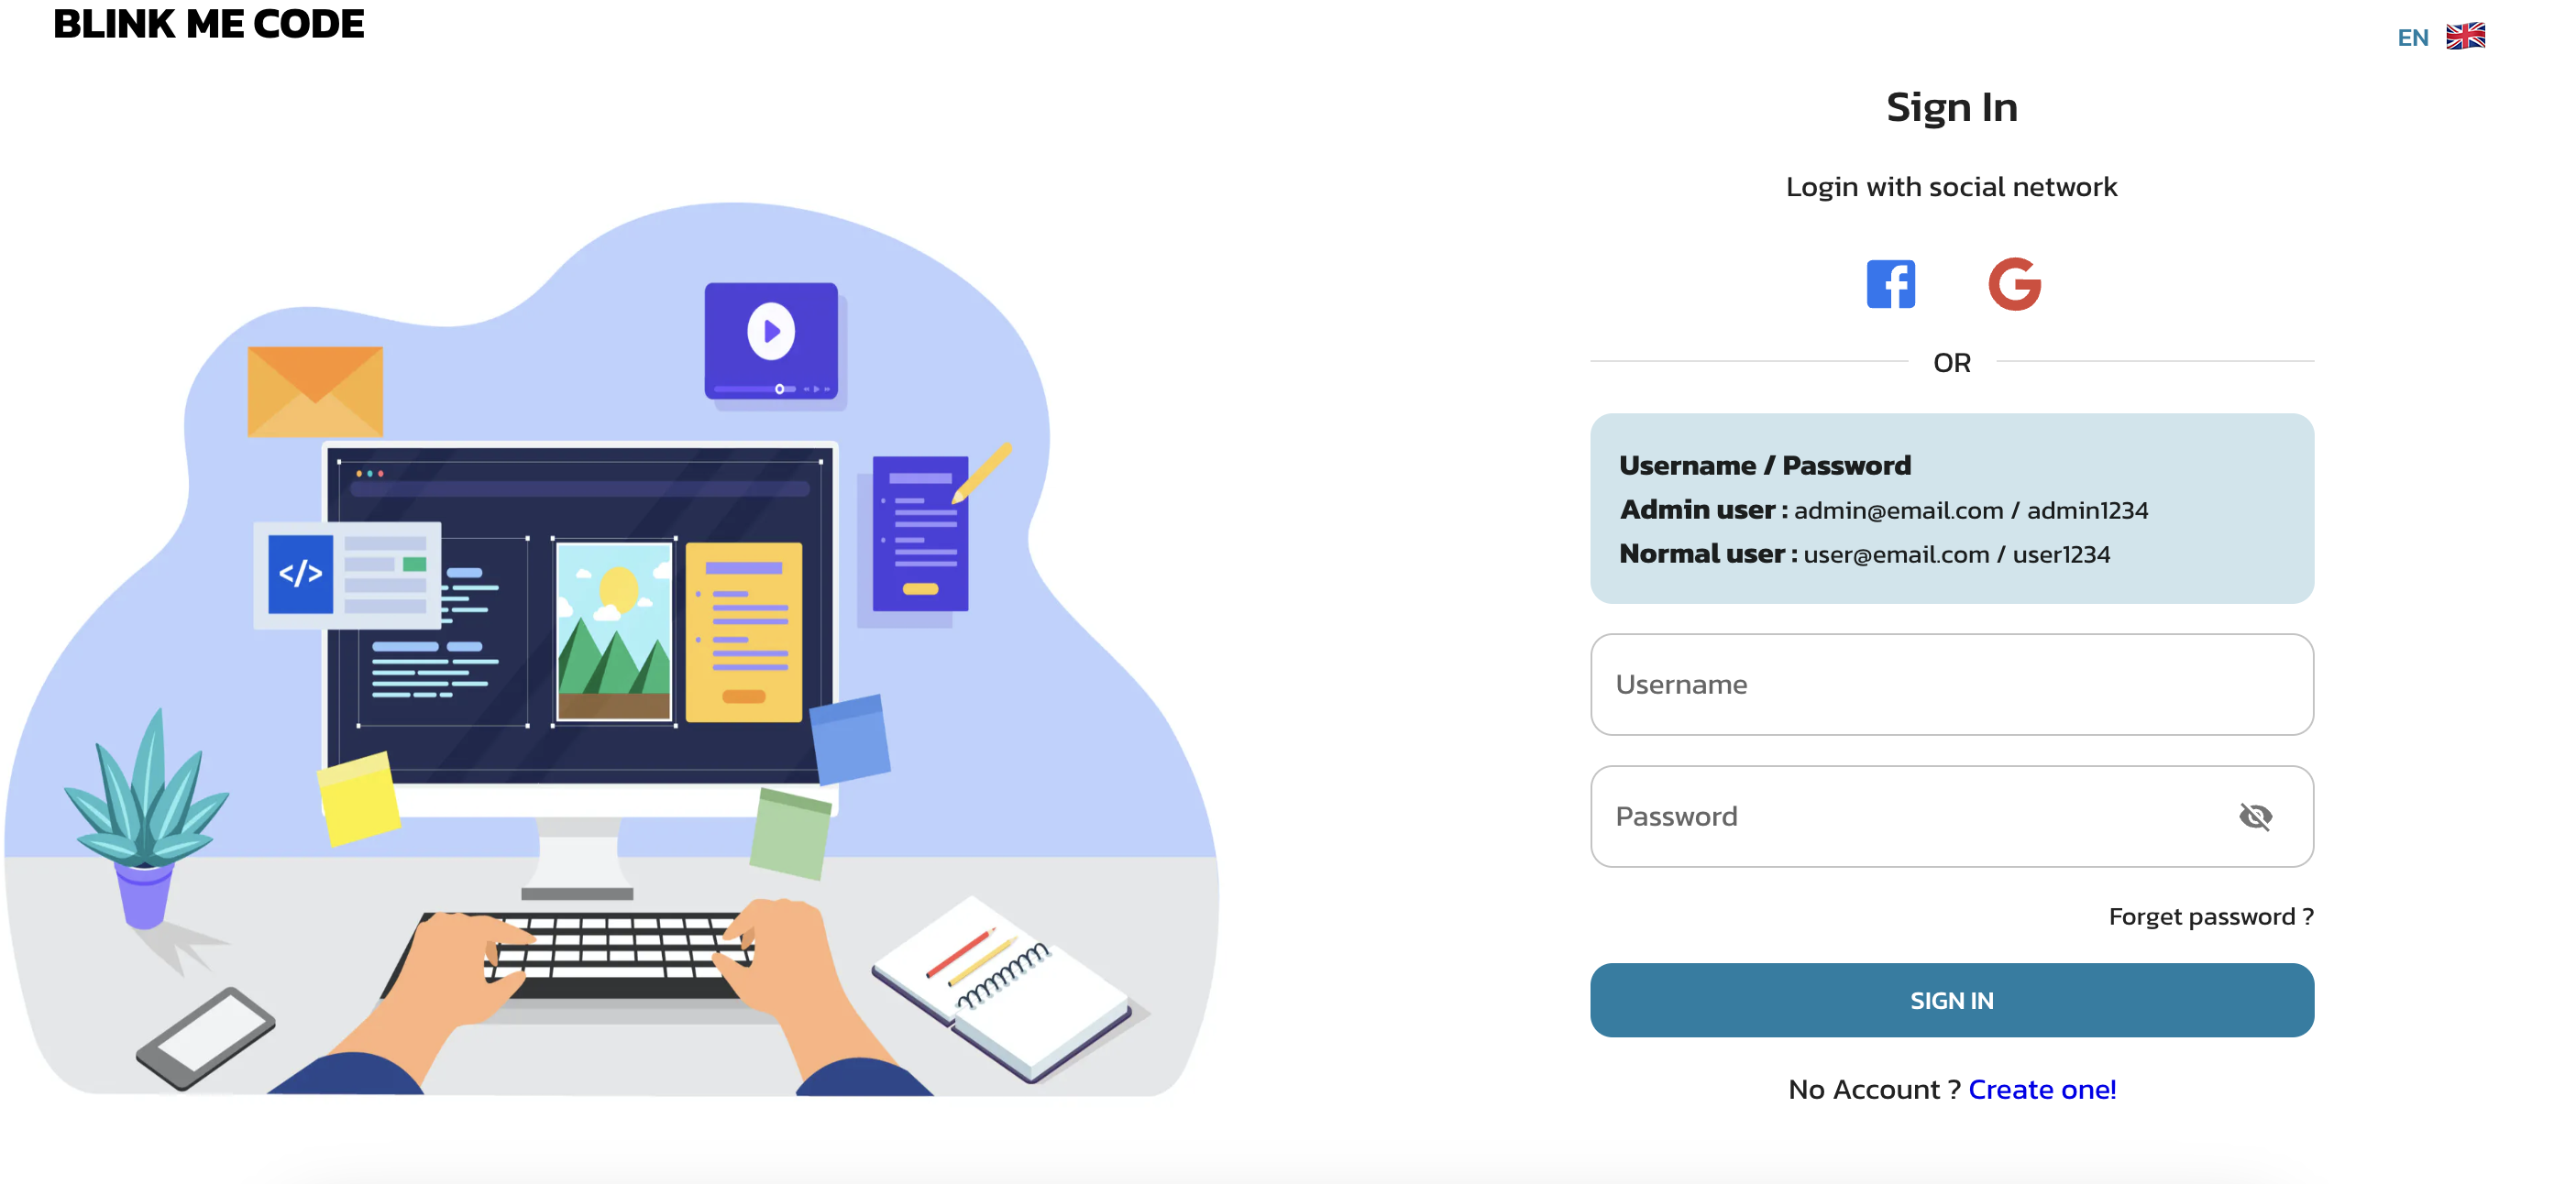 BLINK ME CODE
EN
Sign In
Login with social network
OR
Username / Password
Admin user : admin@email.com / admin1234
Normal user : user@email.com / user1234
</>
Username
Password
Forget password ?
SIGN IN
No Account ? Create one!